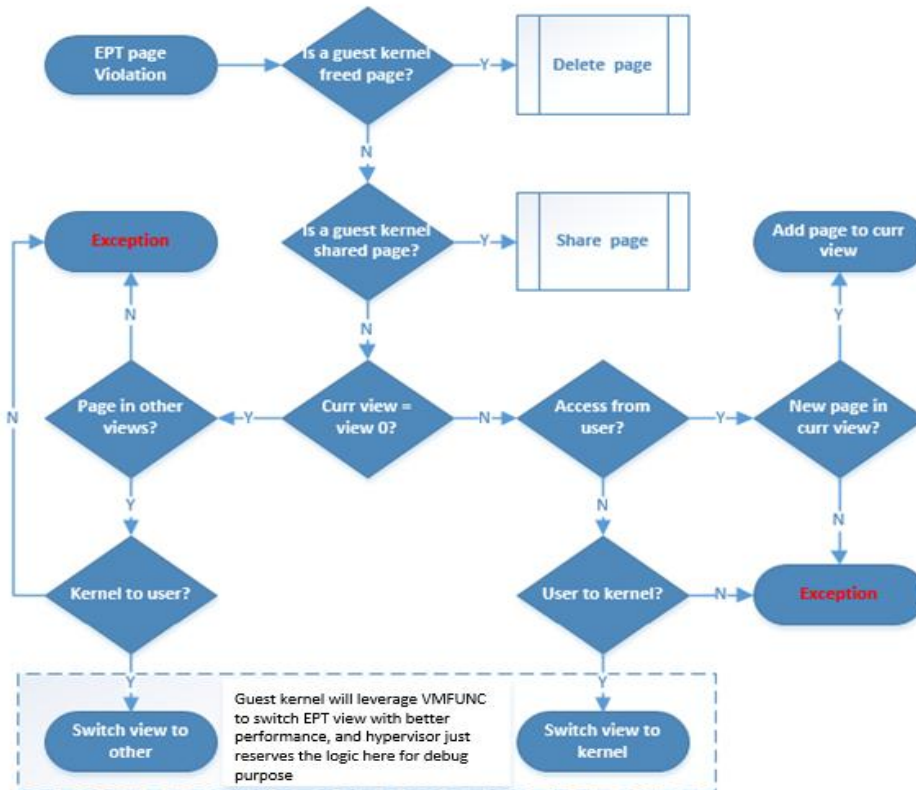 EPT page
Violation
Is a guest kernel
freed page?
Y
Delete page
N
Exception
Is a guest kernel
shared page?
Y
Share page
Add page to curr
view
N
N
Y
N
Page in other
views?
Y
Curr view =
view 0?
N
Access from
user?
Y
New page in
curr view?
Y
N
N
Kernel to user?
User to kernel?
N
Exception
Y
Y
Guest kernel will leverage VMFUNC
to switch EPT view with better
performance, and hypervisor just
reserves the logic here for debug
purpose
Switch view to
other
Switch view to
kernel